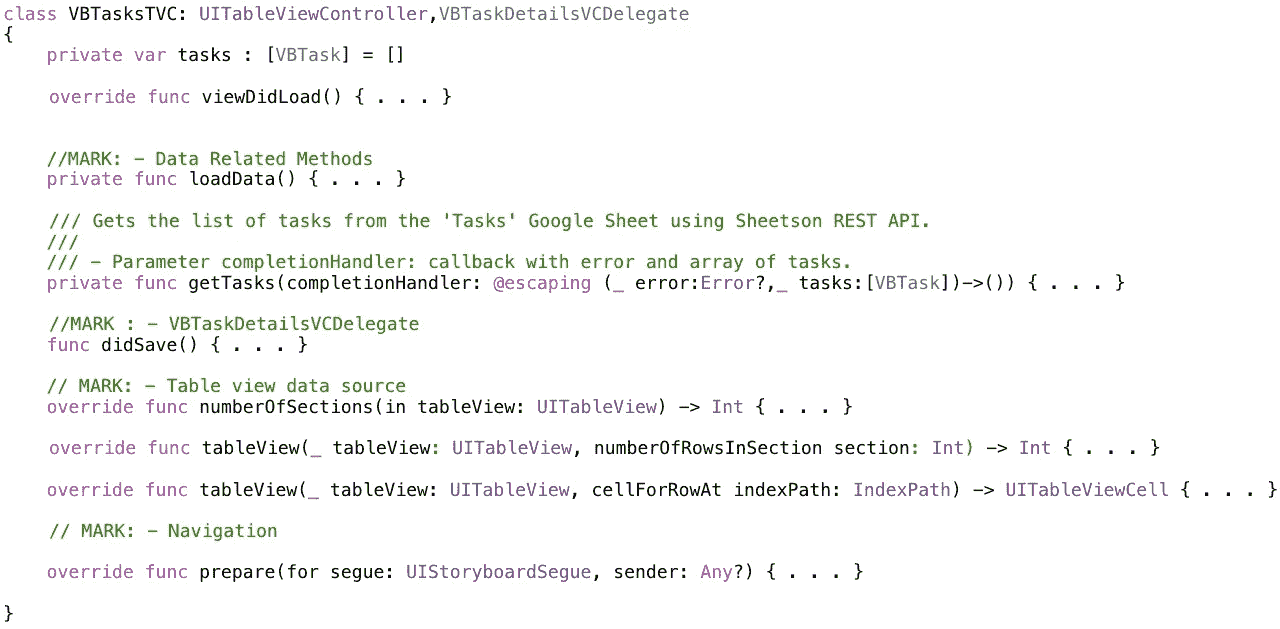 class VBTasksTVC: UITableViewController,VBTaskDetailsVCDelegate
{
    private var tasks : [VBTask] = []
    override func viewDidLoad() { . . . }
    //MARK: - Data Related Methods
    private func loadData() { . . . }
    /// Gets the list of tasks from the 'Tasks' Google Sheet using Sheetson REST API.
    ///
    /// - Parameter completionHandler: callback with error and array of tasks.
    private func getTasks(completionHandler: @escaping (_ error:Error?,_ tasks:[VBTask])->()) { . . . }
    //MARK : - VBTaskDetailsVCDelegate
    func didSave() { . . . }
    // MARK: - Table view data source
    override func numberOfSections(in tableView: UITableView) -> Int { . . . }
    override func tableView(_ tableView: UITableView, numberOfRowsInSection section: Int) -> Int { . . . }
    override func tableView(_ tableView: UITableView, cellForRowAt indexPath: IndexPath) -> UITableViewCell { . . . }
    // MARK: - Navigation
    override func prepare(for segue: UIStoryboardSegue, sender: Any?) { . . . }
}